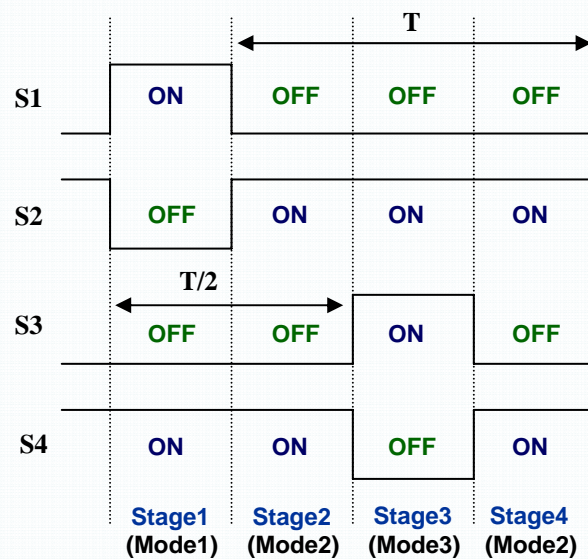 T
S1 ON OFF OFF OFF
S2 OFF ON ON ON
T/2
S3 OFF OFF ON OFF
S4 ON ON OFF ON
Stage1 Stage2 Stage3 Stage4
(Mode1) (Mode2) (Mode3) (Mode2)